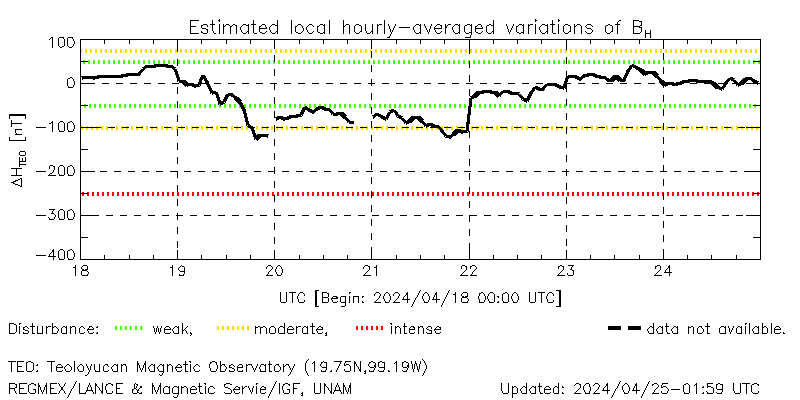 Estimated local hourly-averaged variations of B_H
100
0
-100
-200
-300
-400
ΔH_TEO [nT]
18 19 20 21 22 23 24
UTC [Begin: 2024/04/18 00:00 UTC]
Disturbance: weak, moderate, intense data not available.
TEO: Teoloyucan Magnetic Observatory (19.75N,99.19W)
REGMEX/LANCE & Magnetic Servie/IGF, UNAM Updated: 2024/04/25-01:59 UTC